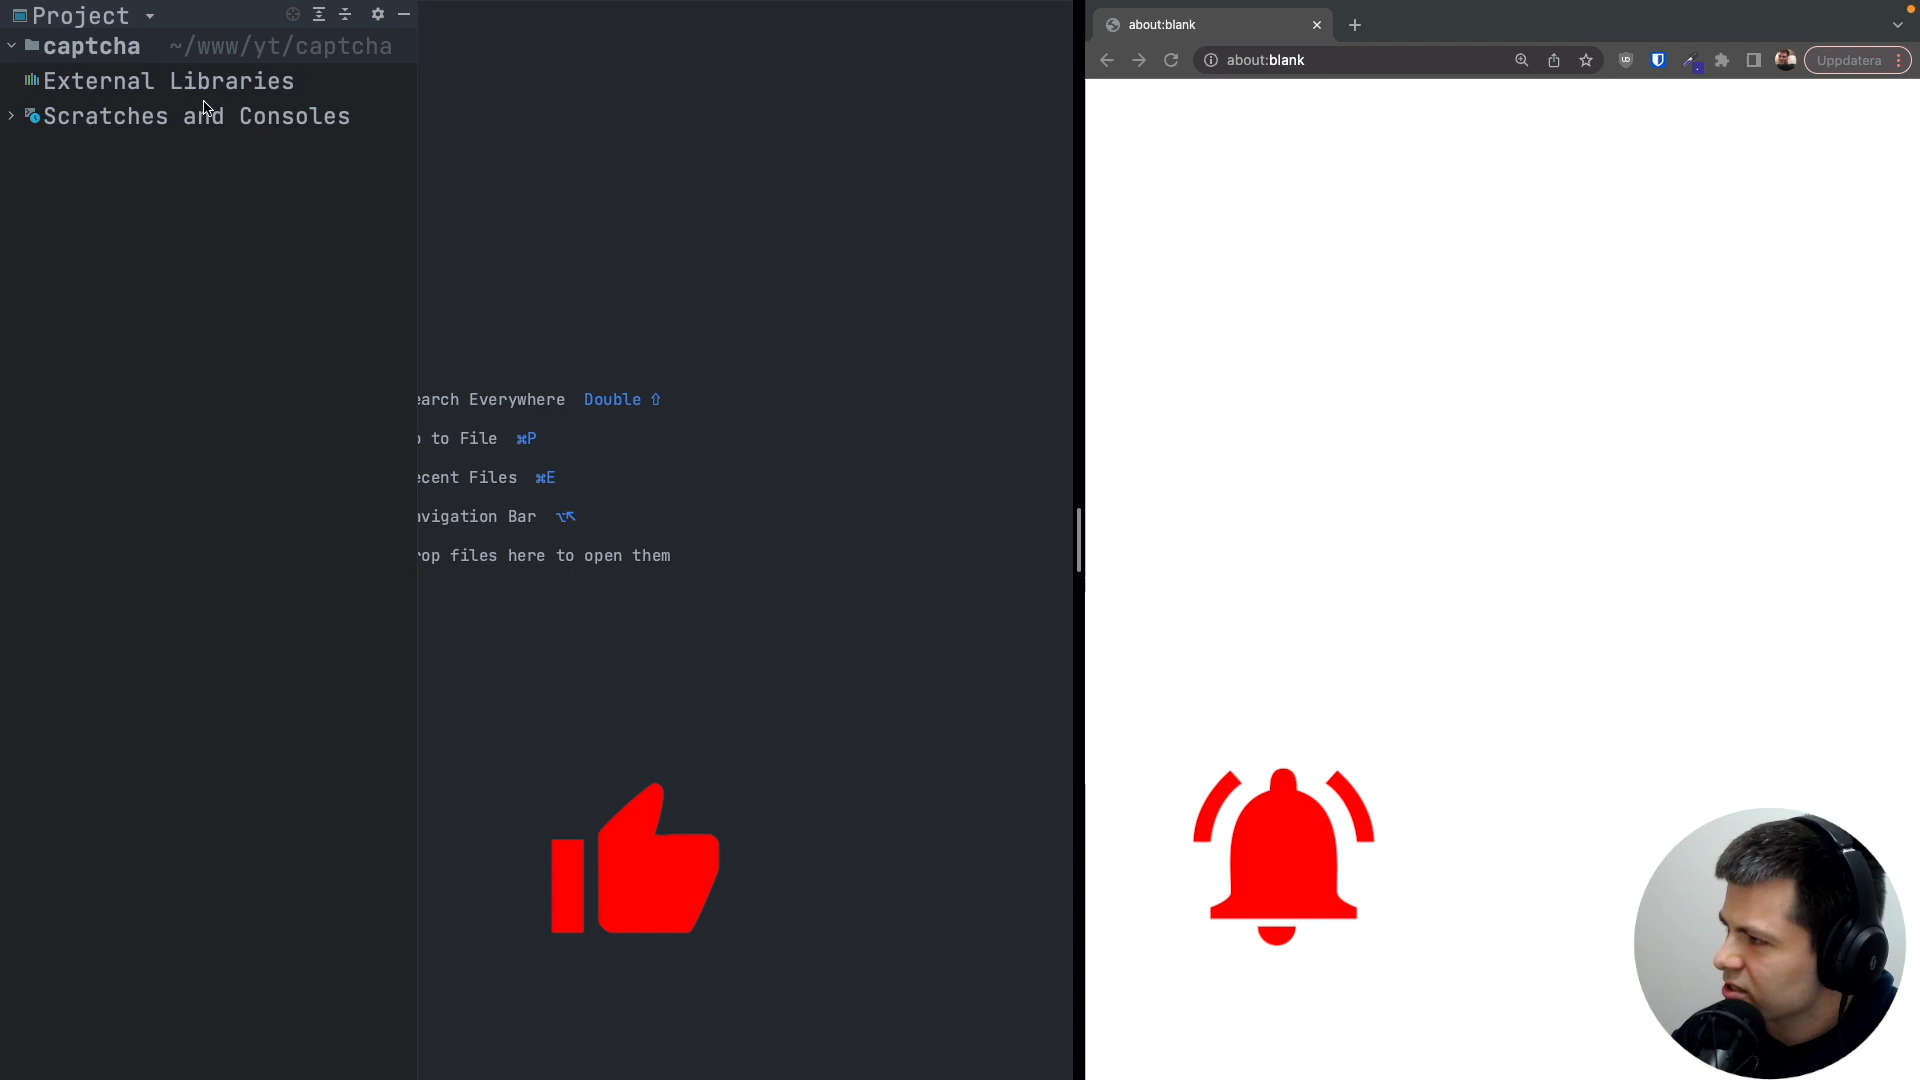 Project
captcha ~/www/yt/captcha
External Libraries
Scratches and Consoles
earch Everywhere Double ⇧
o to File ⌘P
ecent Files ⌘E
avigation Bar ⌥↖
rop files here to open them
about:blank
about:blank
Uppdatera